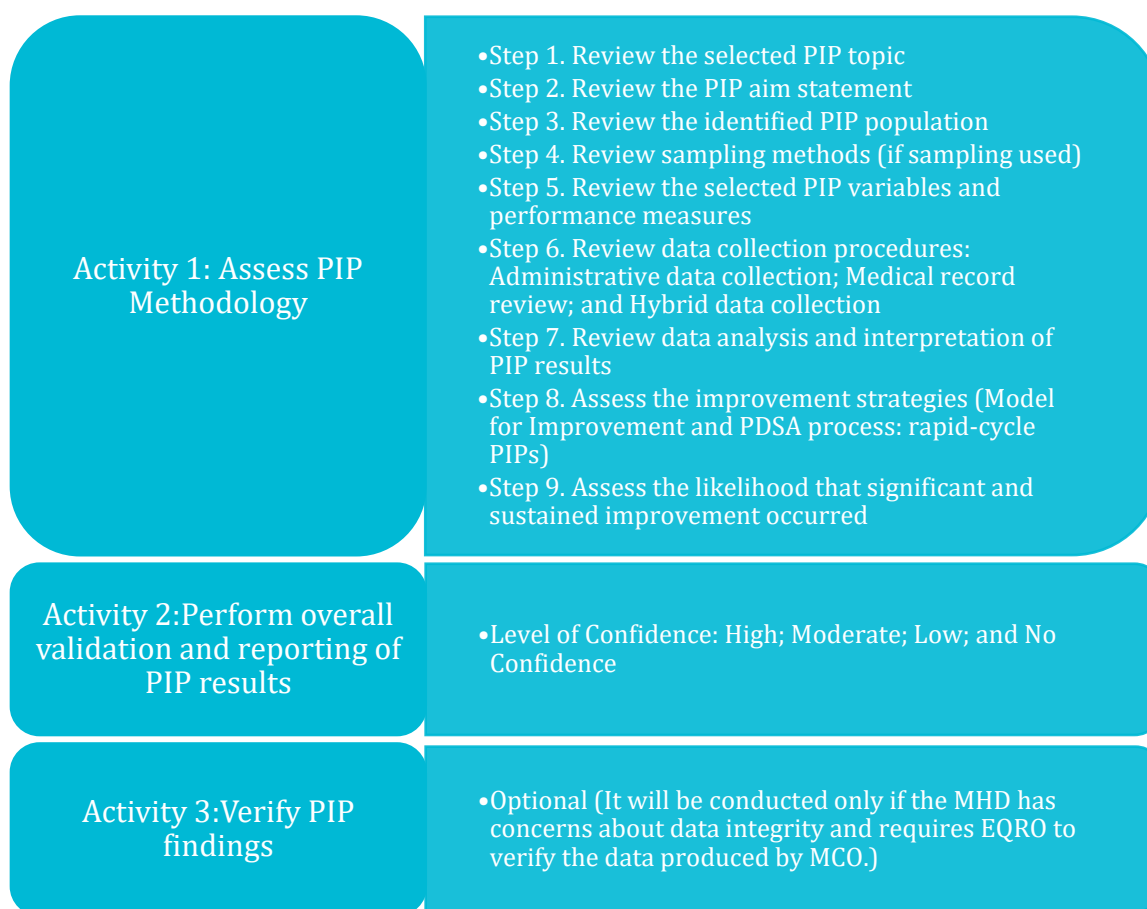 Activity 1: Assess PIP
Methodology
•Step 1. Review the selected PIP topic
•Step 2. Review the PIP aim statement
•Step 3. Review the identified PIP population
•Step 4. Review sampling methods (if sampling used)
•Step 5. Review the selected PIP variables and
performance measures
•Step 6. Review data collection procedures:
Administrative data collection; Medical record
review; and Hybrid data collection
•Step 7. Review data analysis and interpretation of
PIP results
•Step 8. Assess the improvement strategies (Model
for Improvement and PDSA process: rapid-cycle
PIPs)
•Step 9. Assess the likelihood that significant and
sustained improvement occurred
Activity 2:Perform overall
validation and reporting of
PIP results
•Level of Confidence: High; Moderate; Low; and No
Confidence
Activity 3:Verify PIP
findings
•Optional (It will be conducted only if the MHD has
concerns about data integrity and requires EQRO to
verify the data produced by MCO.)